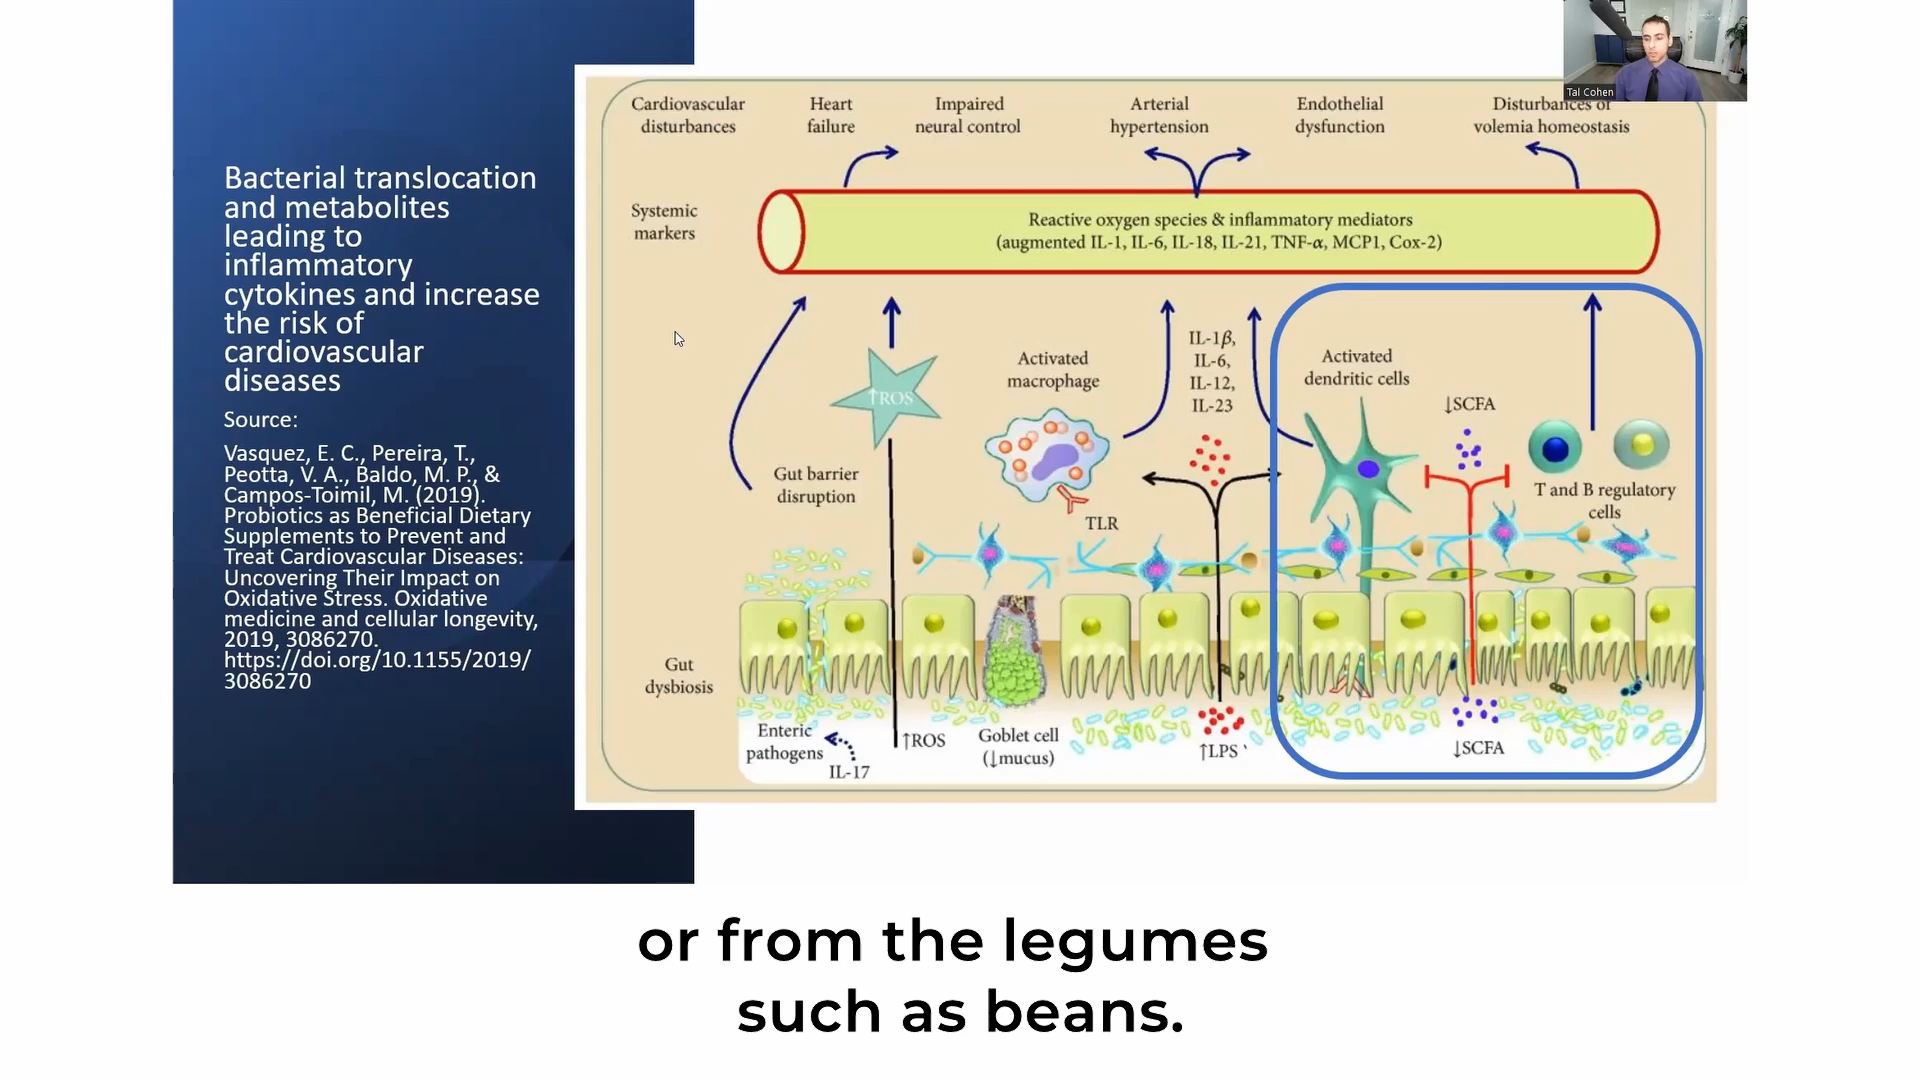 Bacterial translocation
and metabolites
leading to
inflammatory
cytokines and increase
the risk of
cardiovascular
diseases
Source:
Vasquez, E. C., Pereira, T.,
Peotta, V. A., Baldo, M. P., &
Campos-Toimil, M. (2019).
Probiotics as Beneficial Dietary
Supplements to Prevent and
Treat Cardiovascular Diseases:
Uncovering Their Impact on
Oxidative Stress. Oxidative
medicine and cellular longevity,
2019, 3086270.
https://doi.org/10.1155/2019/
3086270
Tal Cohen
Cardiovascular
disturbances
Heart
failure
Impaired
neural control
Arterial
hypertension
Endothelial
dysfunction
Disturbances of
volemia homeostasis
Systemic
markers
Reactive oxygen species & inflammatory mediators
(augmented IL-1, IL-6, IL-18, IL-21, TNF-α, MCP1, Cox-2)
↑ROS
Gut barrier
disruption
Activated
macrophage
TLR
IL-1β,
IL-6,
IL-12,
IL-23
Activated
dendritic cells
↓SCFA
T and B regulatory
cells
Gut
dysbiosis
Enteric
pathogens
IL-17
↑ROS
Goblet cell
(↓mucus)
↑LPS
↓SCFA
or from the legumes
such as beans.